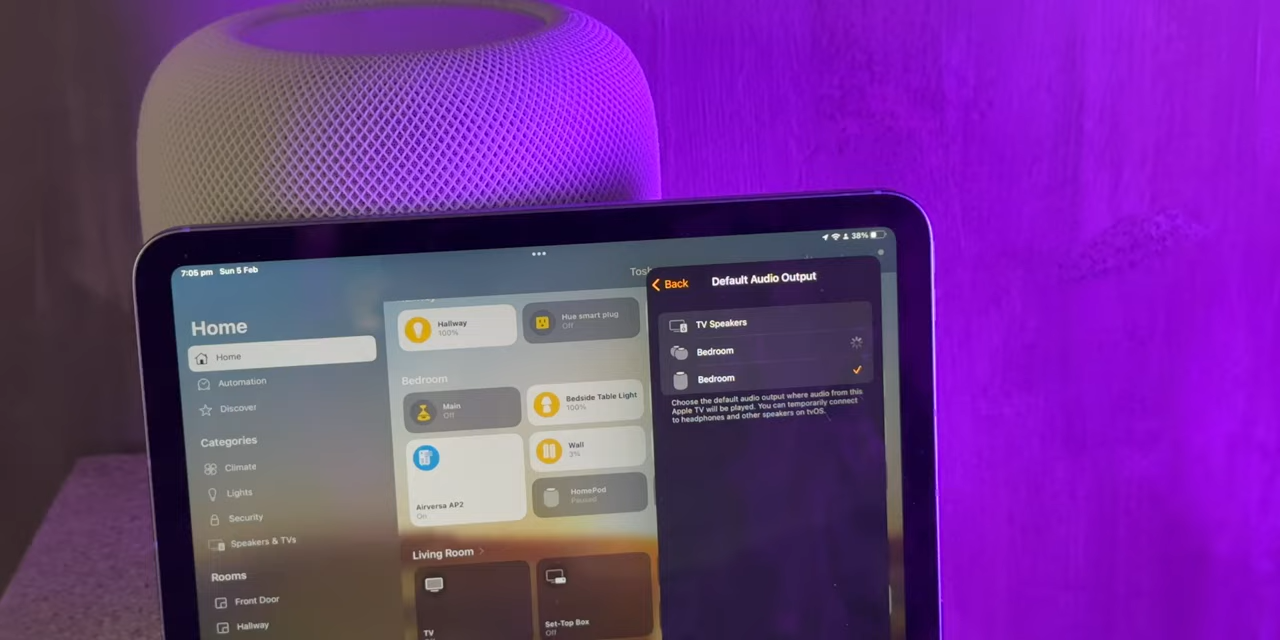 7:05 pm Sun 5 Feb
38%
Home
Home
Automation
Discover
Categories
Climate
Lights
Security
Speakers & TVs
Rooms
Front Door
Hallway
Hallway
100%
Hue smart plug
Off
Bedroom
Main
Off
Bedside Table Light
100%
Wall
3%
Airversa AP2
On
HomePod
Paused
Living Room
TV
Set-Top Box
Off
Back
Default Audio Output
TV Speakers
Bedroom
Bedroom
Choose the default audio output where audio from this
Apple TV will be played. You can temporarily connect
to headphones and other speakers on tvOS.